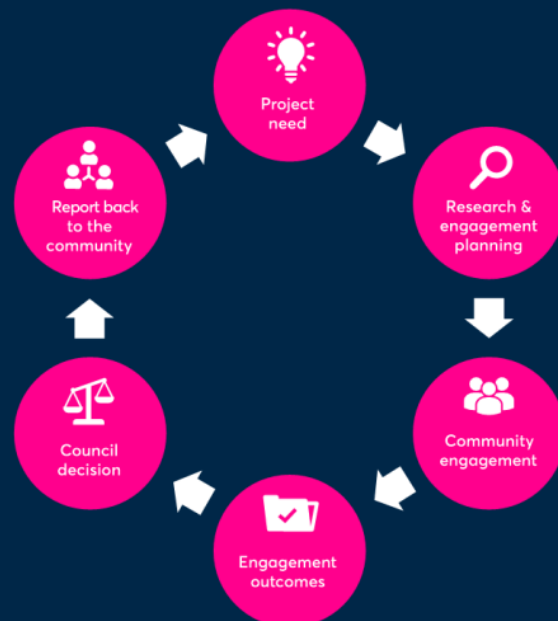 Project
need
Research &
engagement
planning
Community
engagement
Engagement
outcomes
Council
decision
Report back
to the
community